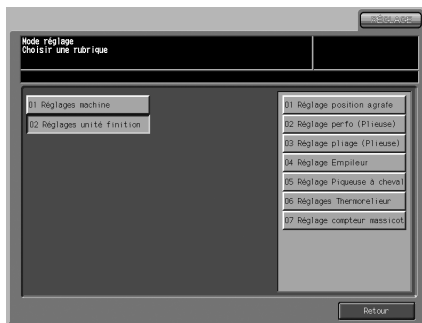 RÉGLAGE
Mode réglage
Choisir une rubrique
01 Réglages machine
02 Réglages unité finition
01 Réglage position agrafe
02 Réglage perfo (Plieuse)
03 Réglage pliage (Plieuse)
04 Réglage Empileur
05 Réglage Piqueuse à cheval
06 Réglages Thermorelieur
07 Réglage compteur massicot
Retour